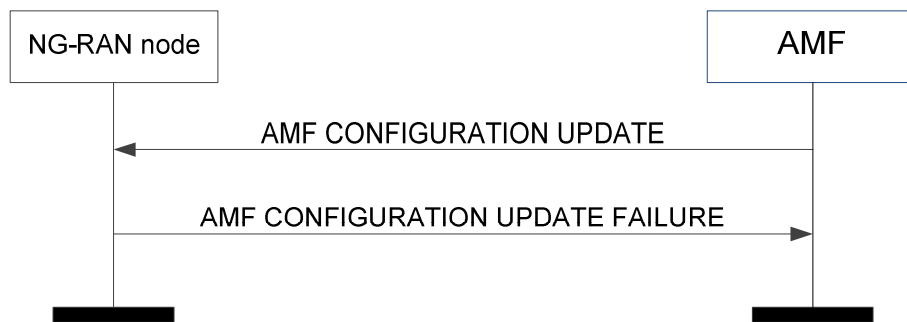 NG-RAN node
AMF
AMF CONFIGURATION UPDATE
AMF CONFIGURATION UPDATE FAILURE